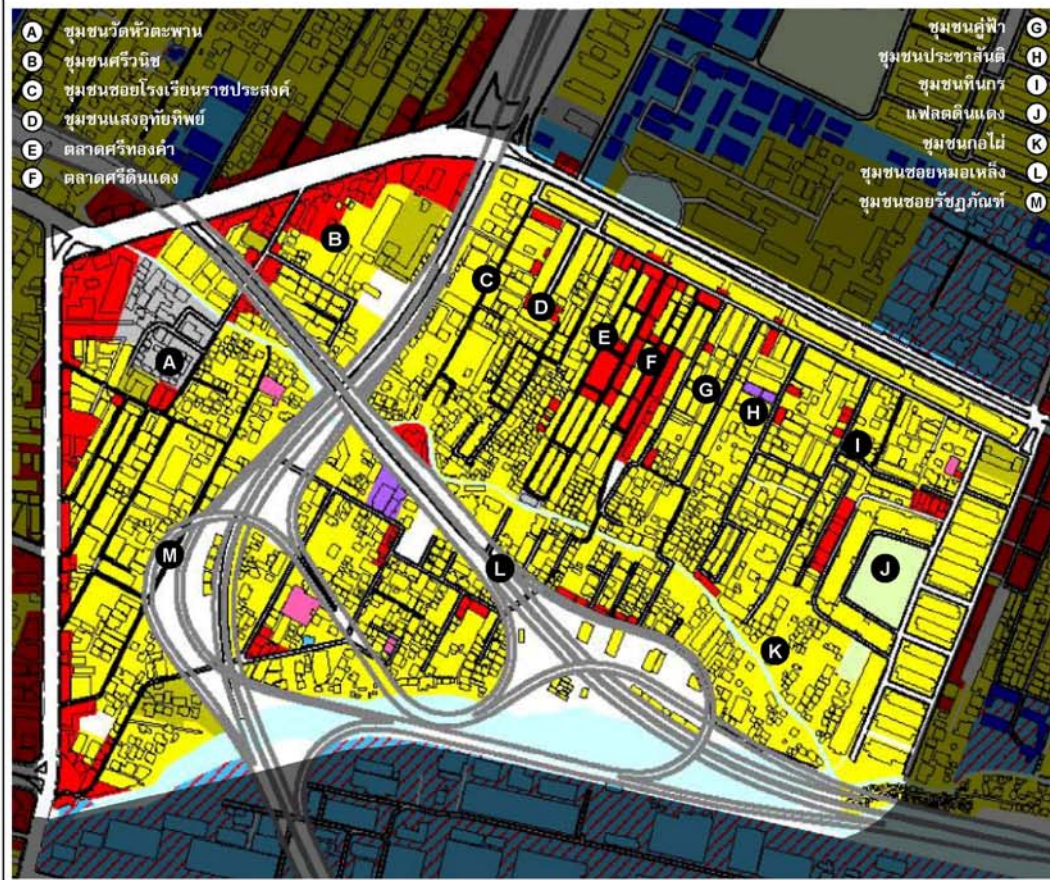 A ชุมชนวัดหัวตะพาน
B ชุมชนศรีวนิช
C ชุมชนซอยโรงเรียนราชประสงค์
D ชุมชนแสงอุทัยทิพย์
E ตลาดศรีทองคำ
F ตลาดศรีดินแดง
ชุมชนคู่ฟ้า G
ชุมชนประชาสันติ H
ชุมชนทินกร I
แฟลตดินแดง J
ชุมชนกอไผ่ K
ชุมชนซอยหมอเหล็ง L
ชุมชนซอยรัชฏภัณฑ์ M
B
C
D
A
E
F
G
H
I
M
L
J
K